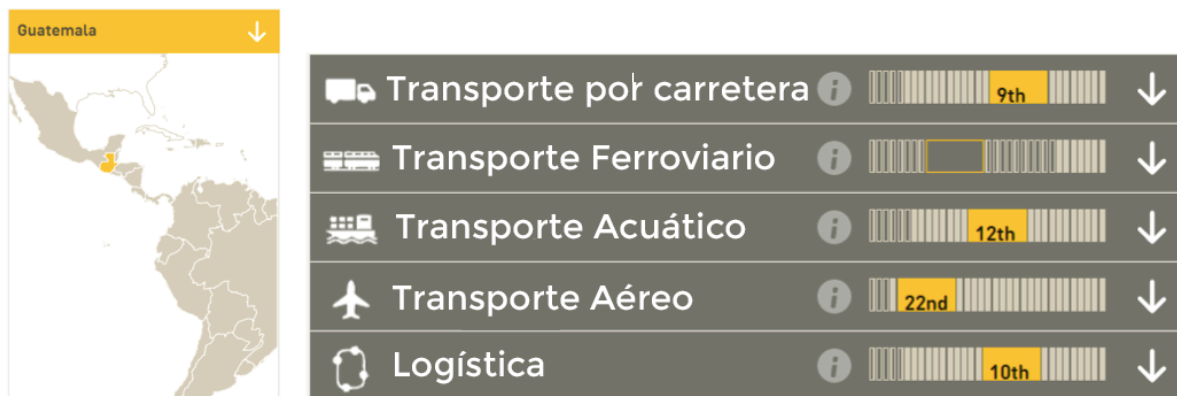 Guatemala
Transporte por carretera
i
9th
Transporte Ferroviario
i
Transporte Acuático
i
12th
Transporte Aéreo
i
22nd
Logística
i
10th